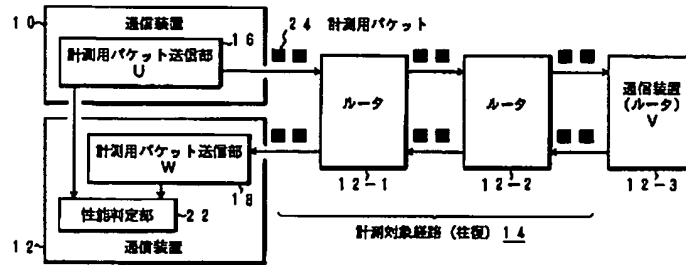 10
通信装置
16
計測用パケット送信部
U
24 計測用パケット
ルータ
ルータ
通信装置
(ルータ)
V
計測用パケット送信部
W
18
12-1
12-2
12-3
性能判定部
22
12
通信装置
計測対象経路(往復) 14